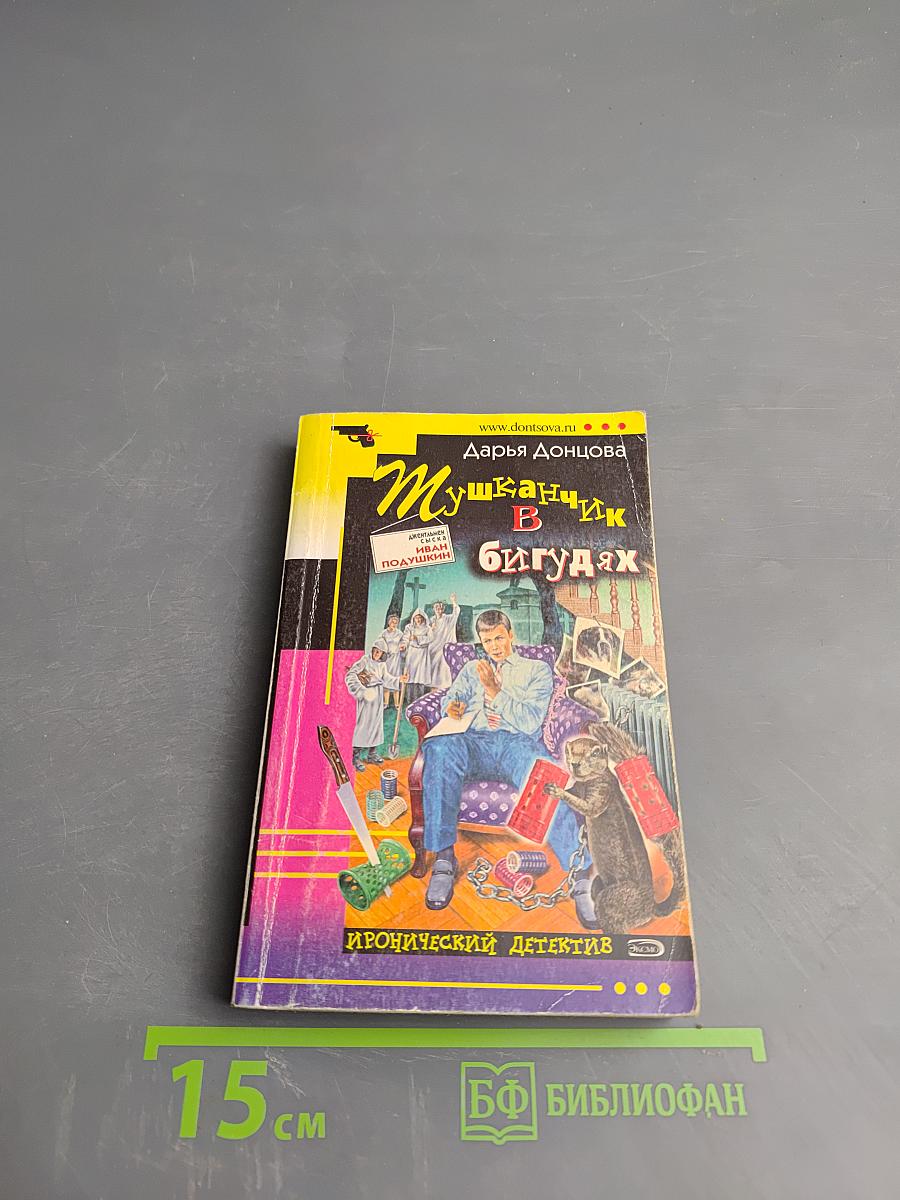 www.dontsova.ru
Дарья Донцова
Тушканчик
в
бигудях
джентльмен
сыска
ИВАН
ПОДУШКИН
ИРОНИЧЕСКИЙ ДЕТЕКТИВ
ЭКСМО
15 см
БФ БИБЛИОФАН